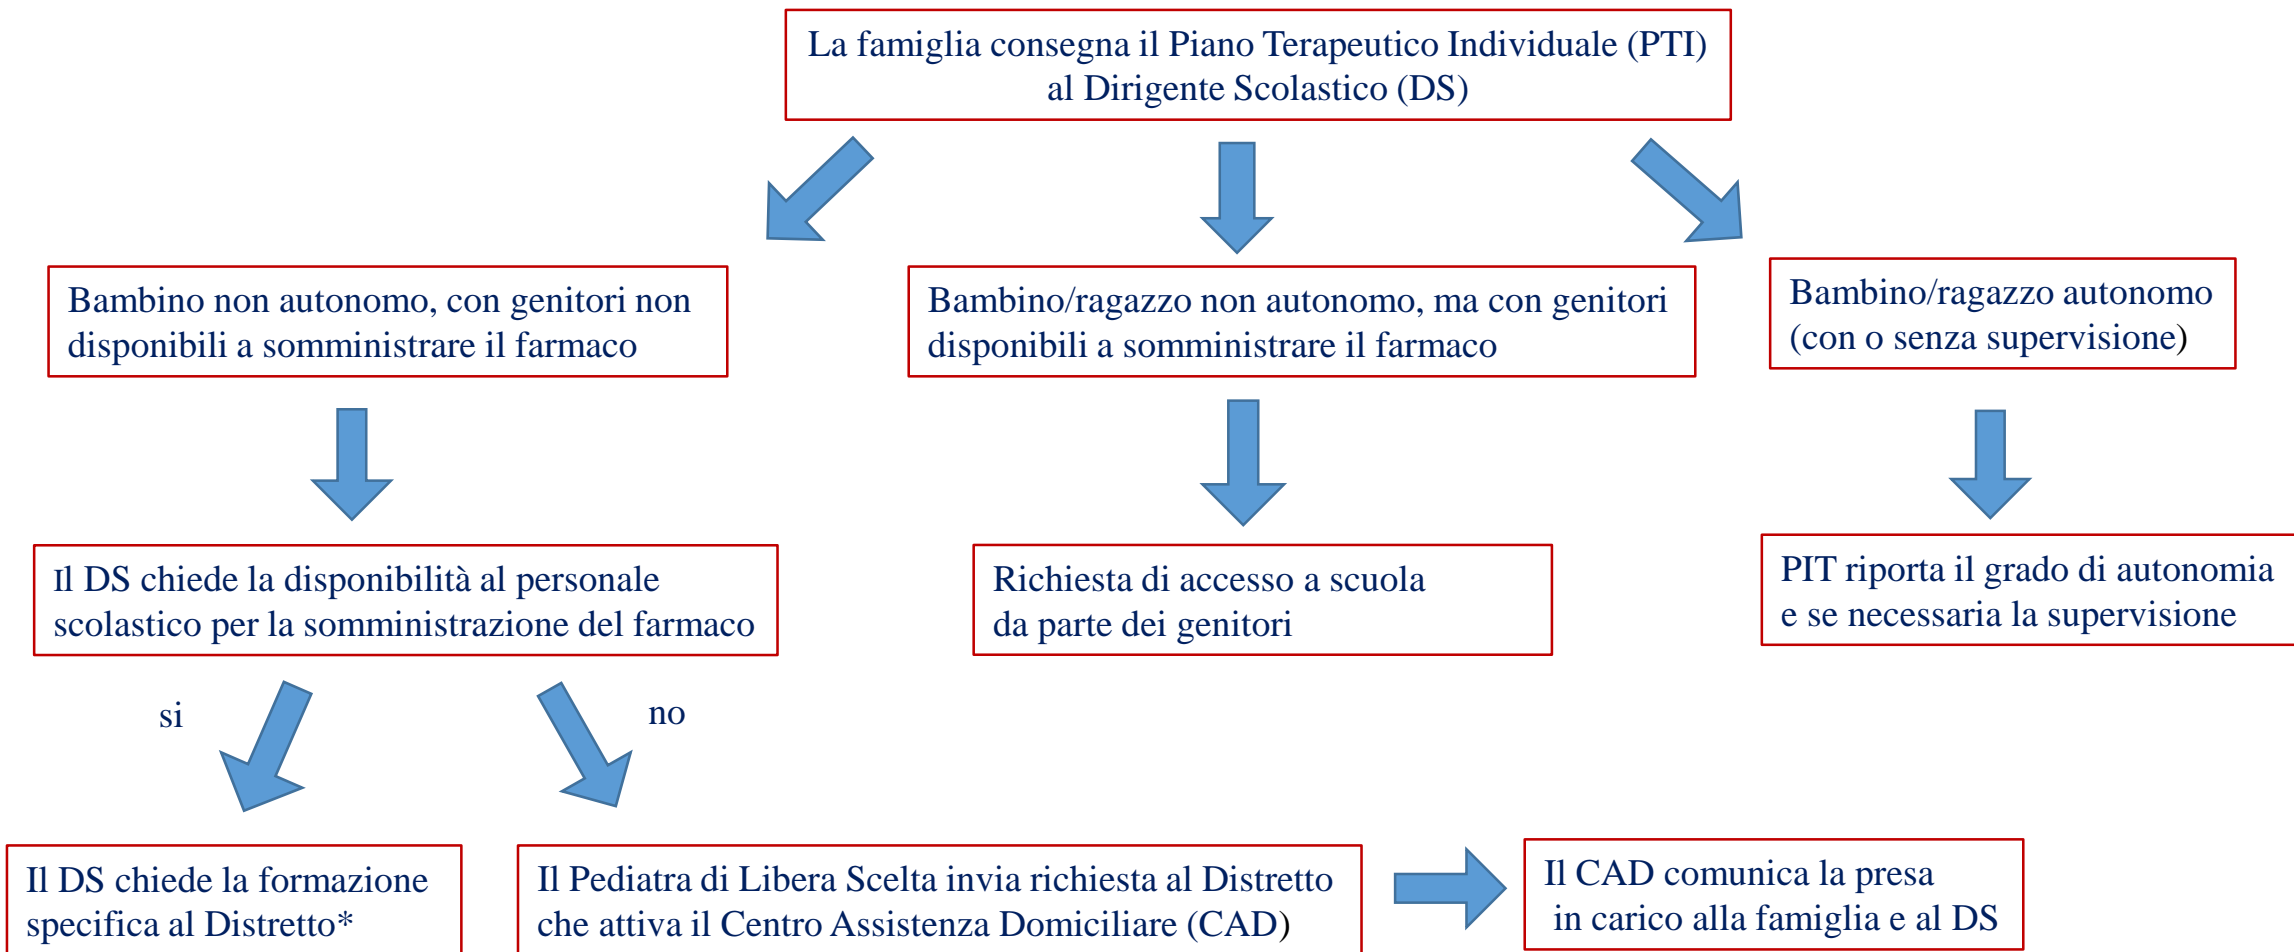 La famiglia consegna il Piano Terapeutico Individuale (PTI)
al Dirigente Scolastico (DS)
Bambino non autonomo, con genitori non
disponibili a somministrare il farmaco
Bambino/ragazzo non autonomo, ma con genitori
disponibili a somministrare il farmaco
Bambino/ragazzo autonomo
(con o senza supervisione)
Il DS chiede la disponibilità al personale
scolastico per la somministrazione del farmaco
Richiesta di accesso a scuola
da parte dei genitori
PIT riporta il grado di autonomia
e se necessaria la supervisione
si
no
Il DS chiede la formazione
specifica al Distretto*
Il Pediatra di Libera Scelta invia richiesta al Distretto
che attiva il Centro Assistenza Domiciliare (CAD)
Il CAD comunica la presa
in carico alla famiglia e al DS